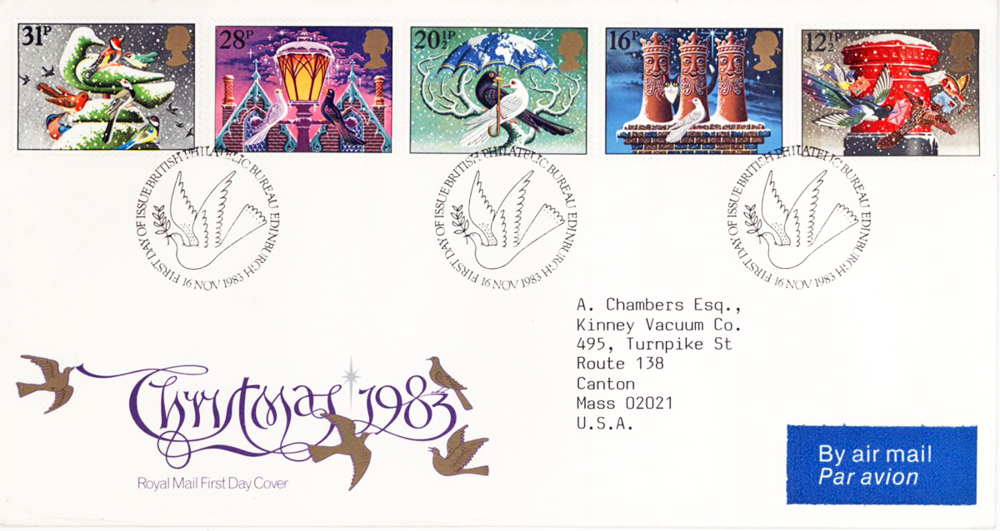 31P
28P
20½P
16P
12½P
FIRST DAY OF ISSUE BRITISH PHILATELIC BUREAU EDINBURGH
16 NOV 1983
FIRST DAY OF ISSUE BRITISH PHILATELIC BUREAU EDINBURGH
16 NOV 1983
FIRST DAY OF ISSUE BRITISH PHILATELIC BUREAU EDINBURGH
16 NOV 1983
A. Chambers Esq.,
Kinney Vacuum Co.
495, Turnpike St
Route 138
Canton
Mass 02021
U.S.A.
Christmas 1983
Royal Mail First Day Cover
By air mail
Par avion